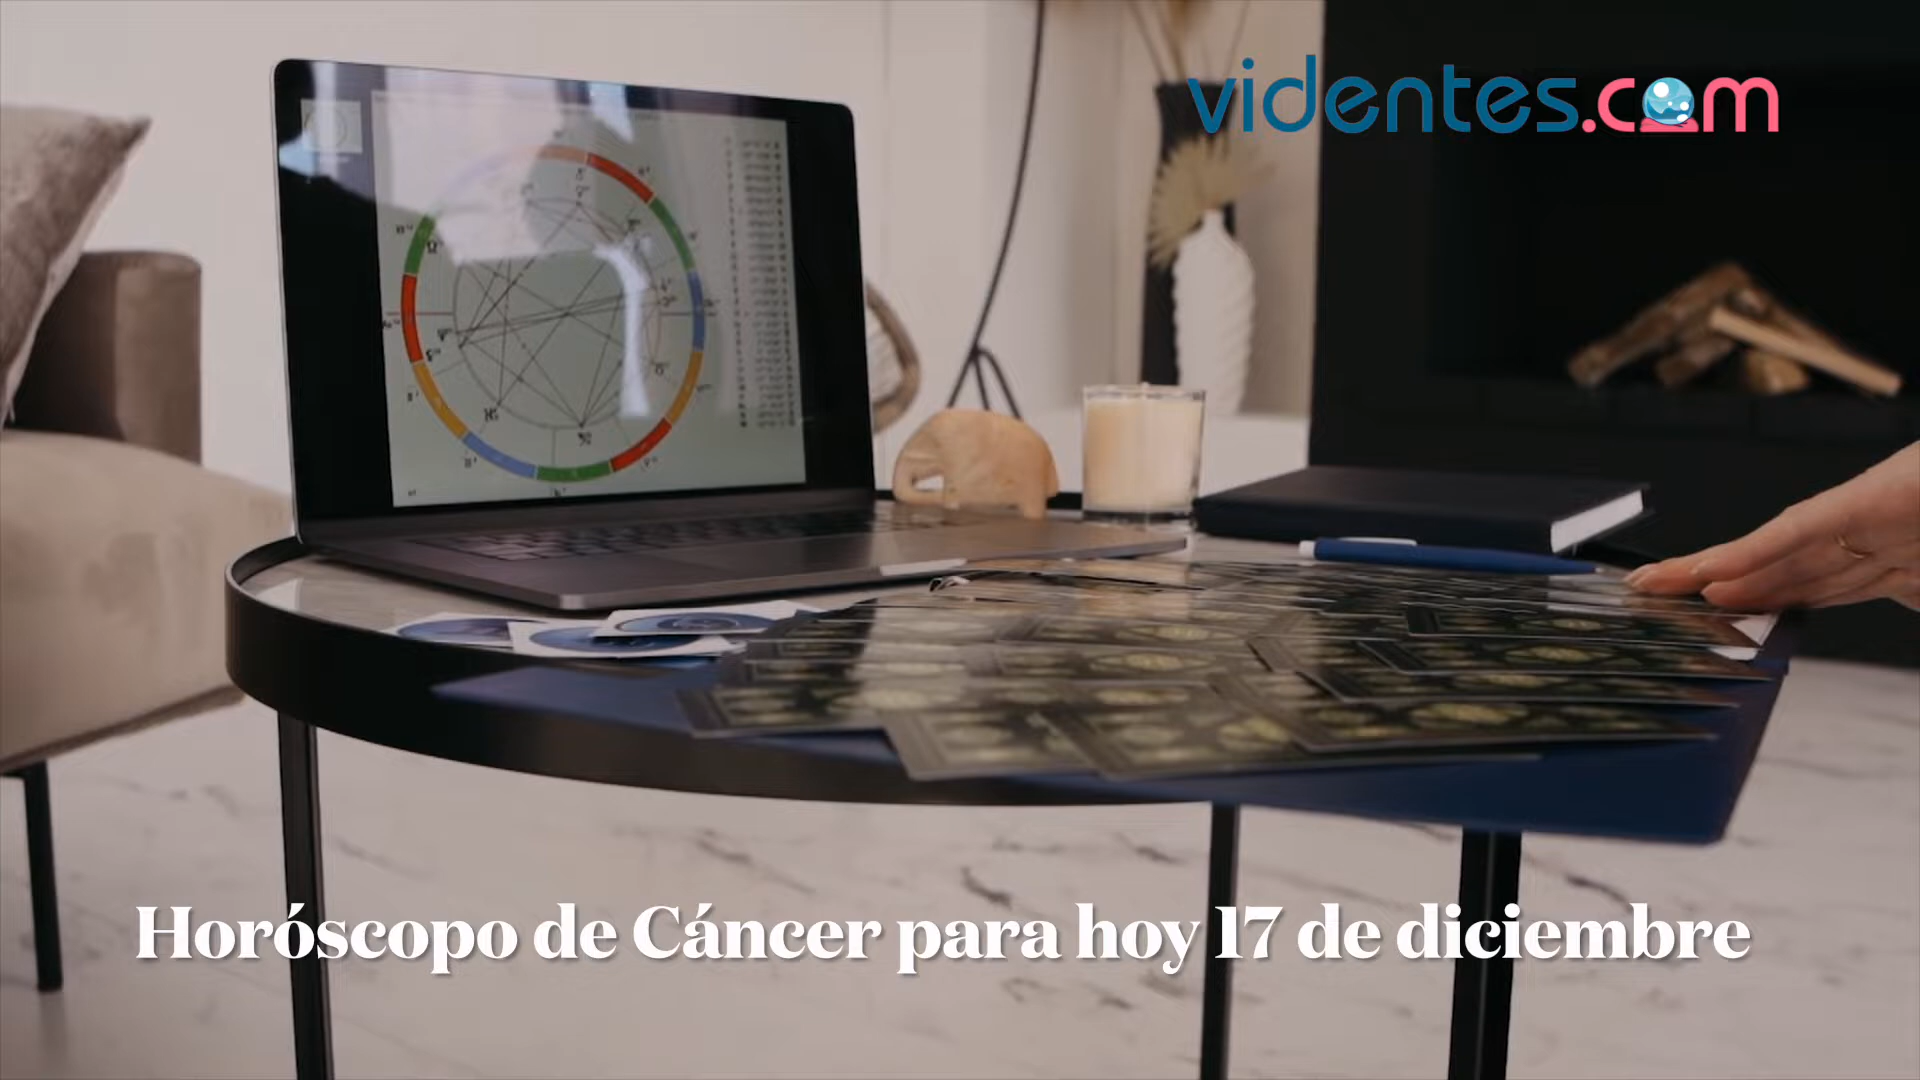 videntes.com
Horóscopo de Cáncer para hoy 17 de diciembre